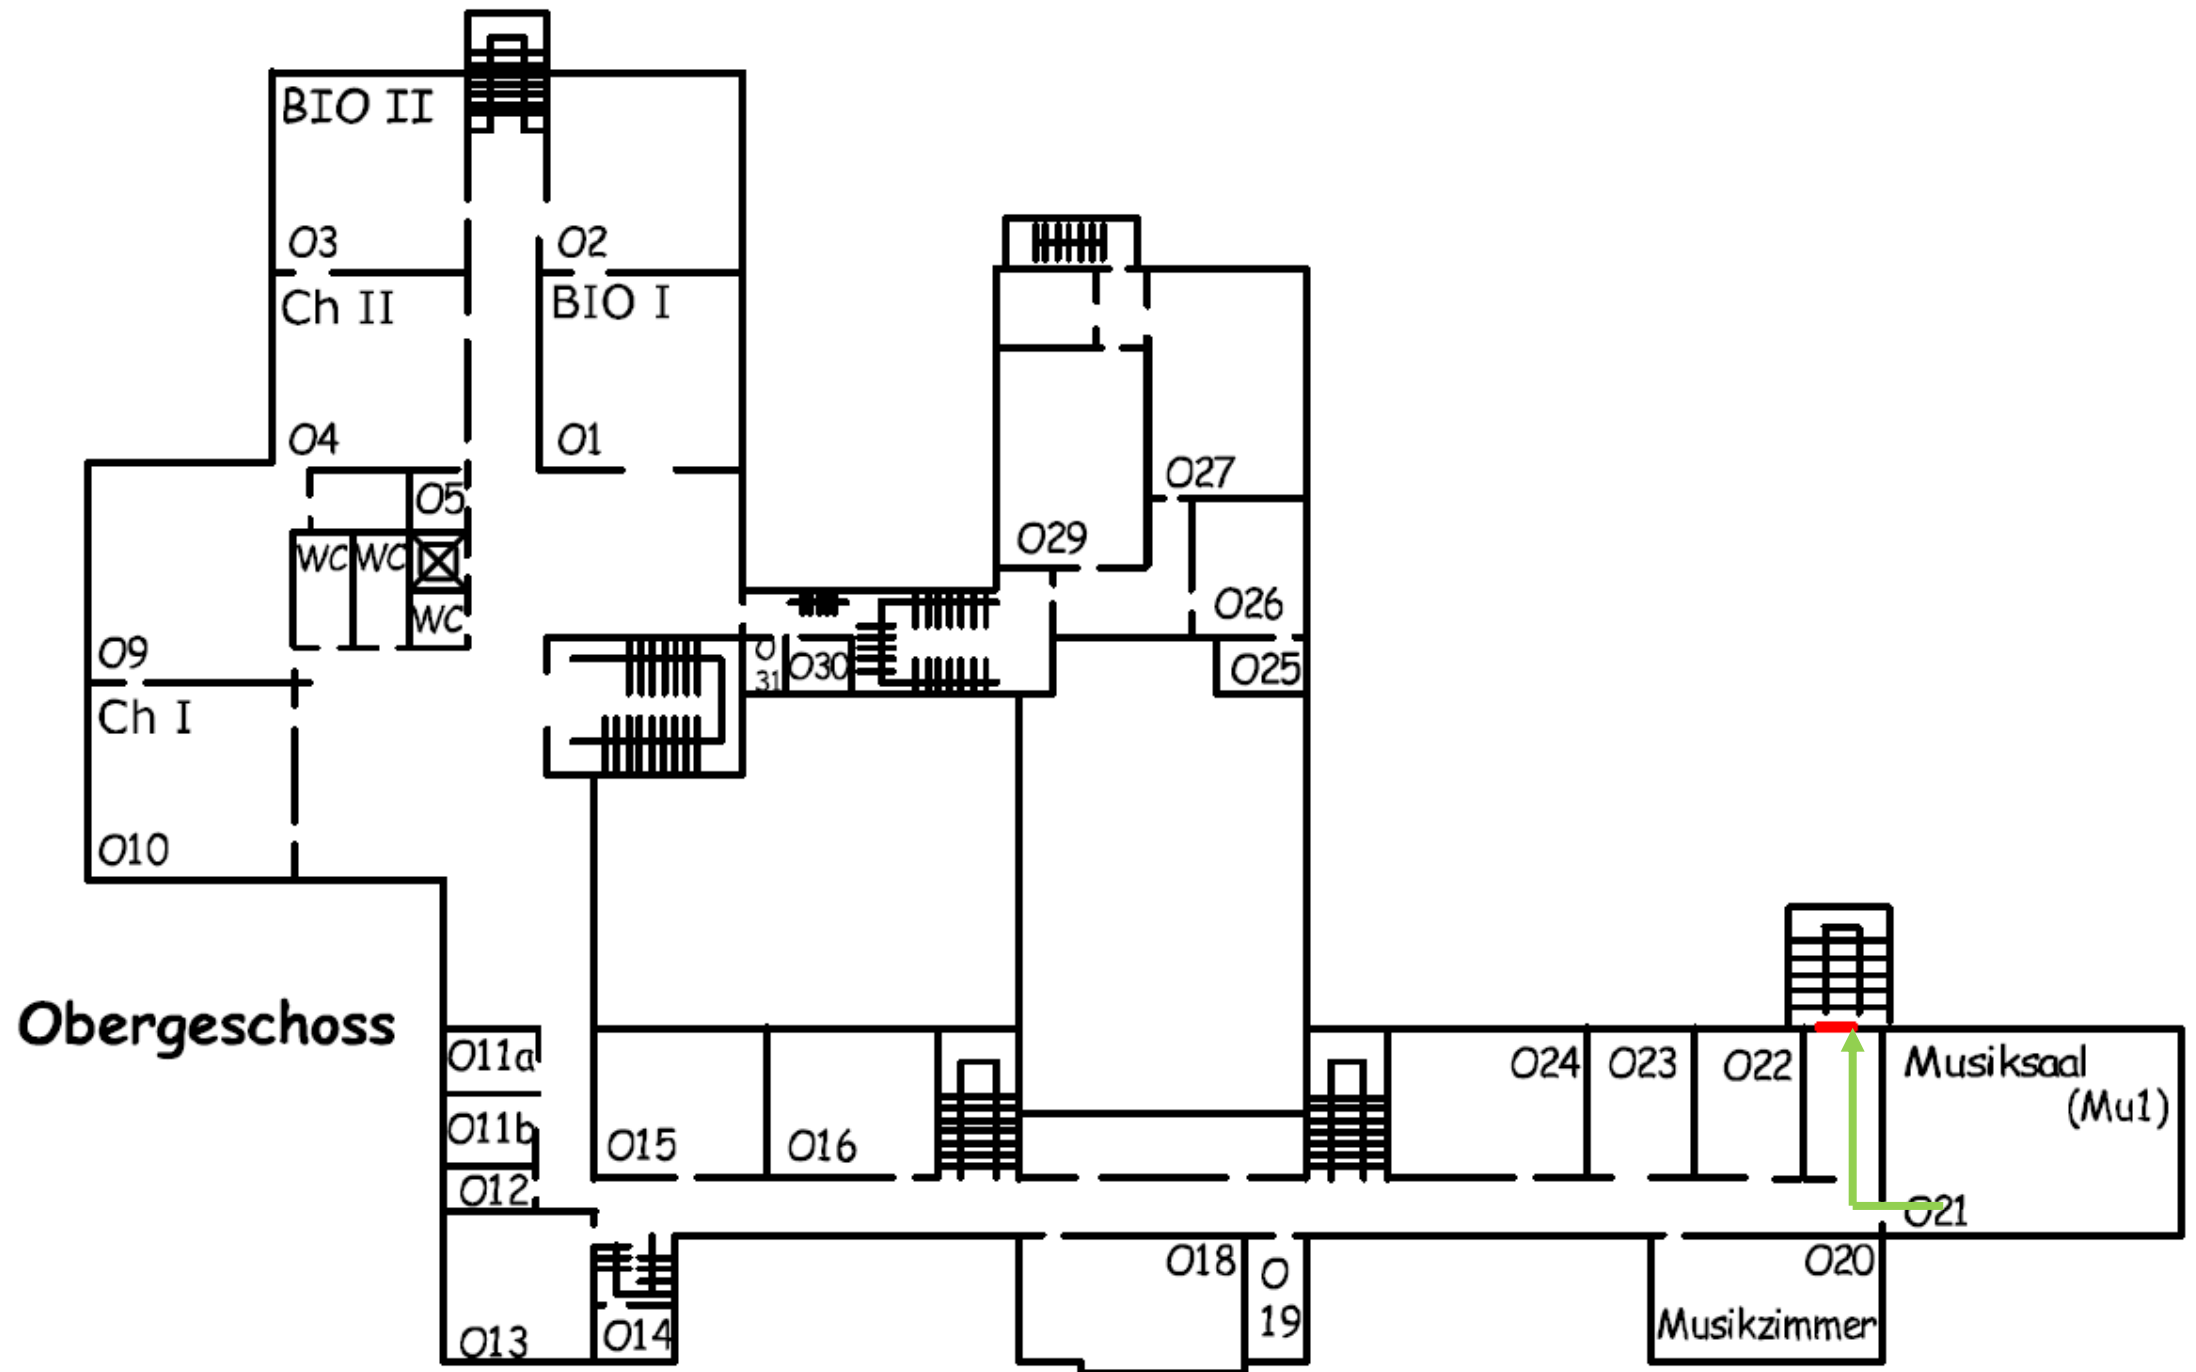 BIO II
O3
O2
Ch II
BIO I
O4
O1
O5
WC
WC
WC
O27
O29
O26
O25
O9
O
31
O30
Ch I
O10
Obergeschoss
O11a
O11b
O12
O13
O14
O15
O16
O18
O
19
O24
O23
O22
Musiksaal
(Mu1)
O21
O20
Musikzimmer